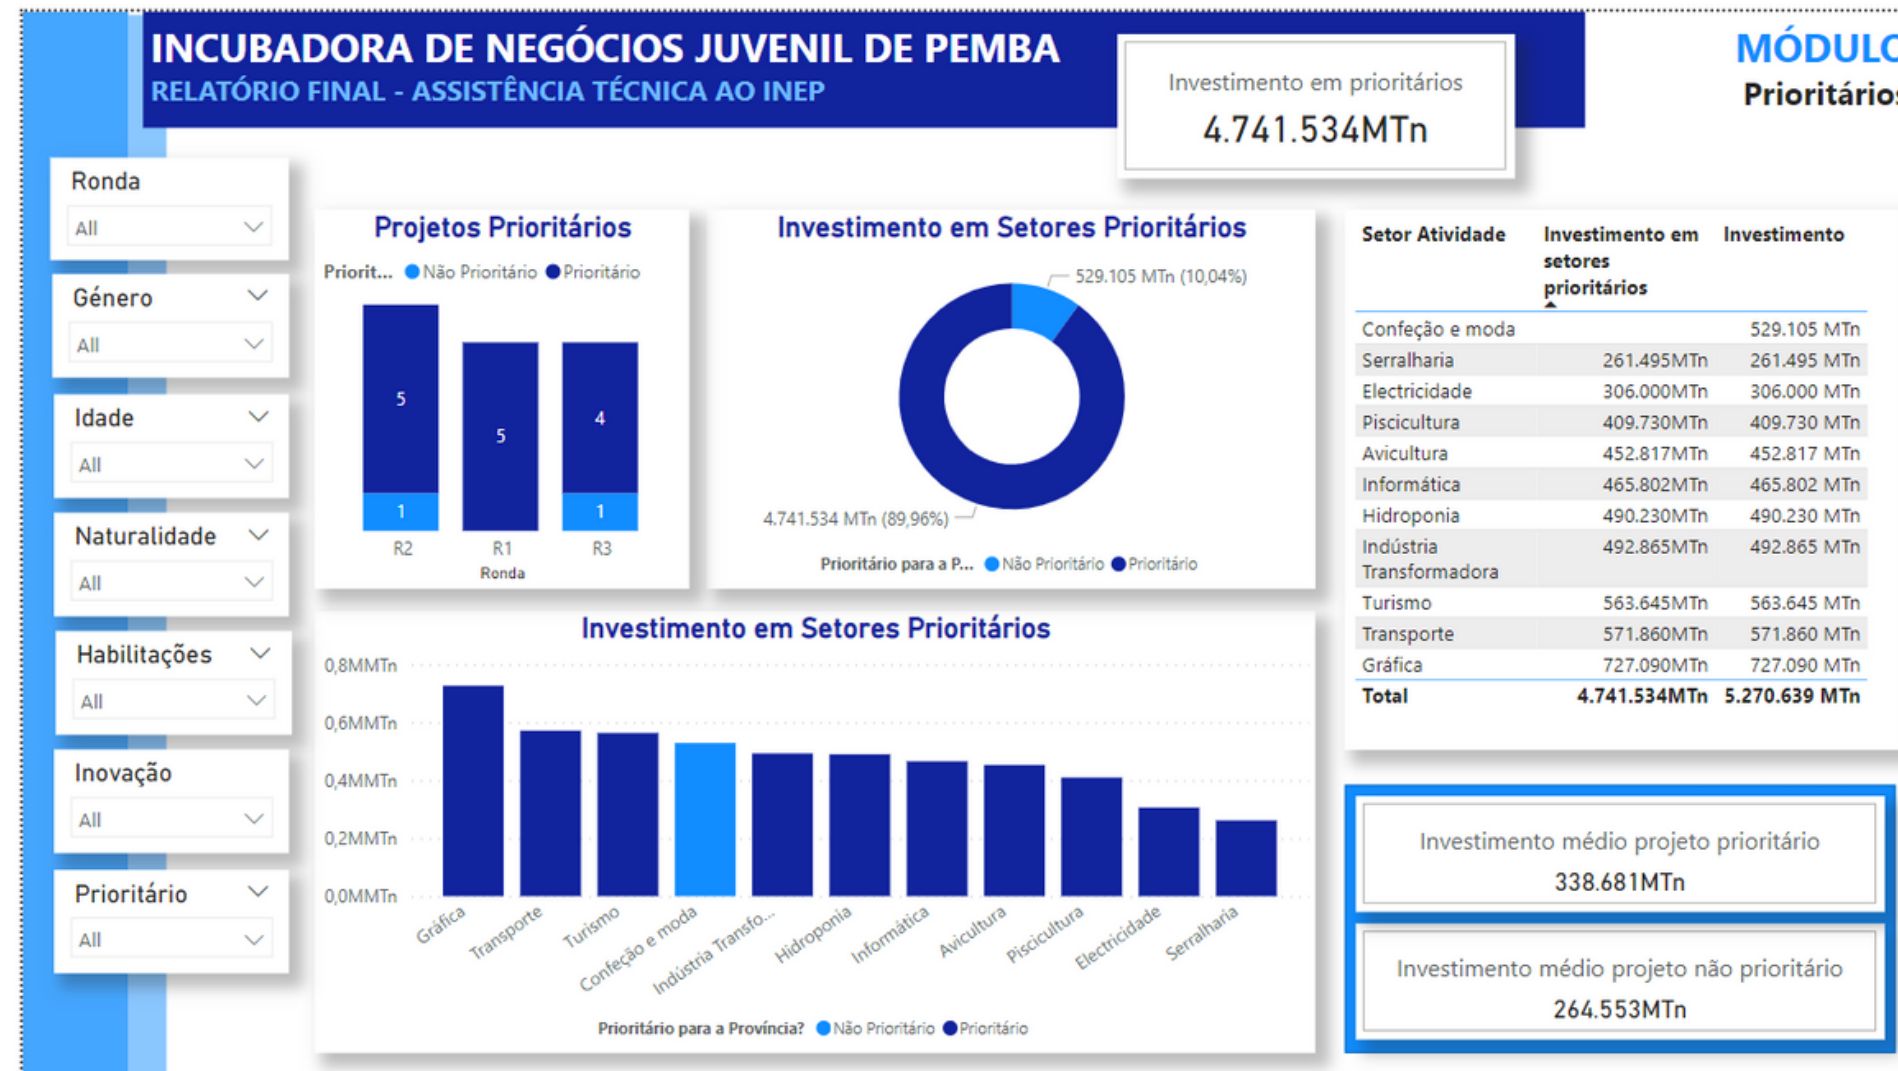 INCUBADORA DE NEGÓCIOS JUVENIL DE PEMBA
RELATÓRIO FINAL - ASSISTÊNCIA TÉCNICA AO INEP
Investimento em prioritários
4.741.534MTn
MÓDULO
Prioritários
Ronda
All
Género
All
Idade
All
Naturalidade
All
Habilitações
All
Inovação
All
Prioritário
All
Projetos Prioritários
Priorit... Não Prioritário Prioritário
5
1
5
4
1
R2 R1 R3
Ronda
Investimento em Setores Prioritários
529.105 MTn (10,04%)
4.741.534 MTn (89,96%)
Prioritário para a P... Não Prioritário Prioritário
Investimento em Setores Prioritários
0,8MMTn
0,6MMTn
0,4MMTn
0,2MMTn
0,0MMTn
Gráfica
Transporte
Turismo
Confeção e moda
Indústria Transfo...
Hidroponia
Informática
Avicultura
Piscicultura
Electricidade
Serralharia
Prioritário para a Província? Não Prioritário Prioritário
Setor Atividade Investimento em Investimento
setores
prioritários
Confeção e moda 529.105 MTn
Serralharia 261.495MTn 261.495 MTn
Electricidade 306.000MTn 306.000 MTn
Piscicultura 409.730MTn 409.730 MTn
Avicultura 452.817MTn 452.817 MTn
Informática 465.802MTn 465.802 MTn
Hidroponia 490.230MTn 490.230 MTn
Indústria 492.865MTn 492.865 MTn
Transformadora
Turismo 563.645MTn 563.645 MTn
Transporte 571.860MTn 571.860 MTn
Gráfica 727.090MTn 727.090 MTn
Total 4.741.534MTn 5.270.639 MTn
Investimento médio projeto prioritário
338.681MTn
Investimento médio projeto não prioritário
264.553MTn